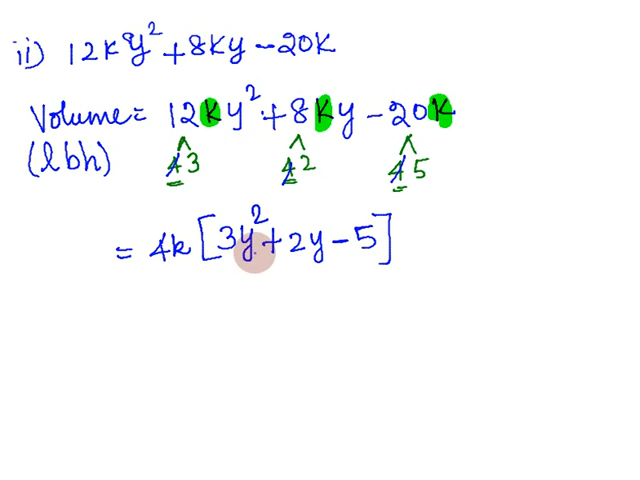 ii) 12ky² + 8ky - 20k
Volume = 12ky² + 8ky - 20k
(lbh) 4 3 4 2 4 5
= 4k [3y² + 2y - 5]